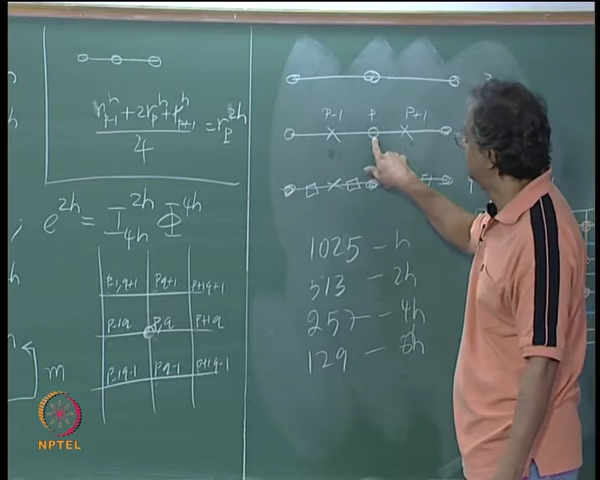 r^h_{p-1} + 2r^h_p + r^h_{p+1} / 4 = r^{2h}_p
; e^{2h} = I^{2h}_{4h} Φ^{4h}
p-1,q+1 p,q+1 p+1,q+1
p-1,q p,q p+1,q
p-1,q-1 p,q-1 p+1,q-1
m
p-1 p p+1
1025 - h
513 - 2h
257 - 4h
129 - 8h
NPTEL